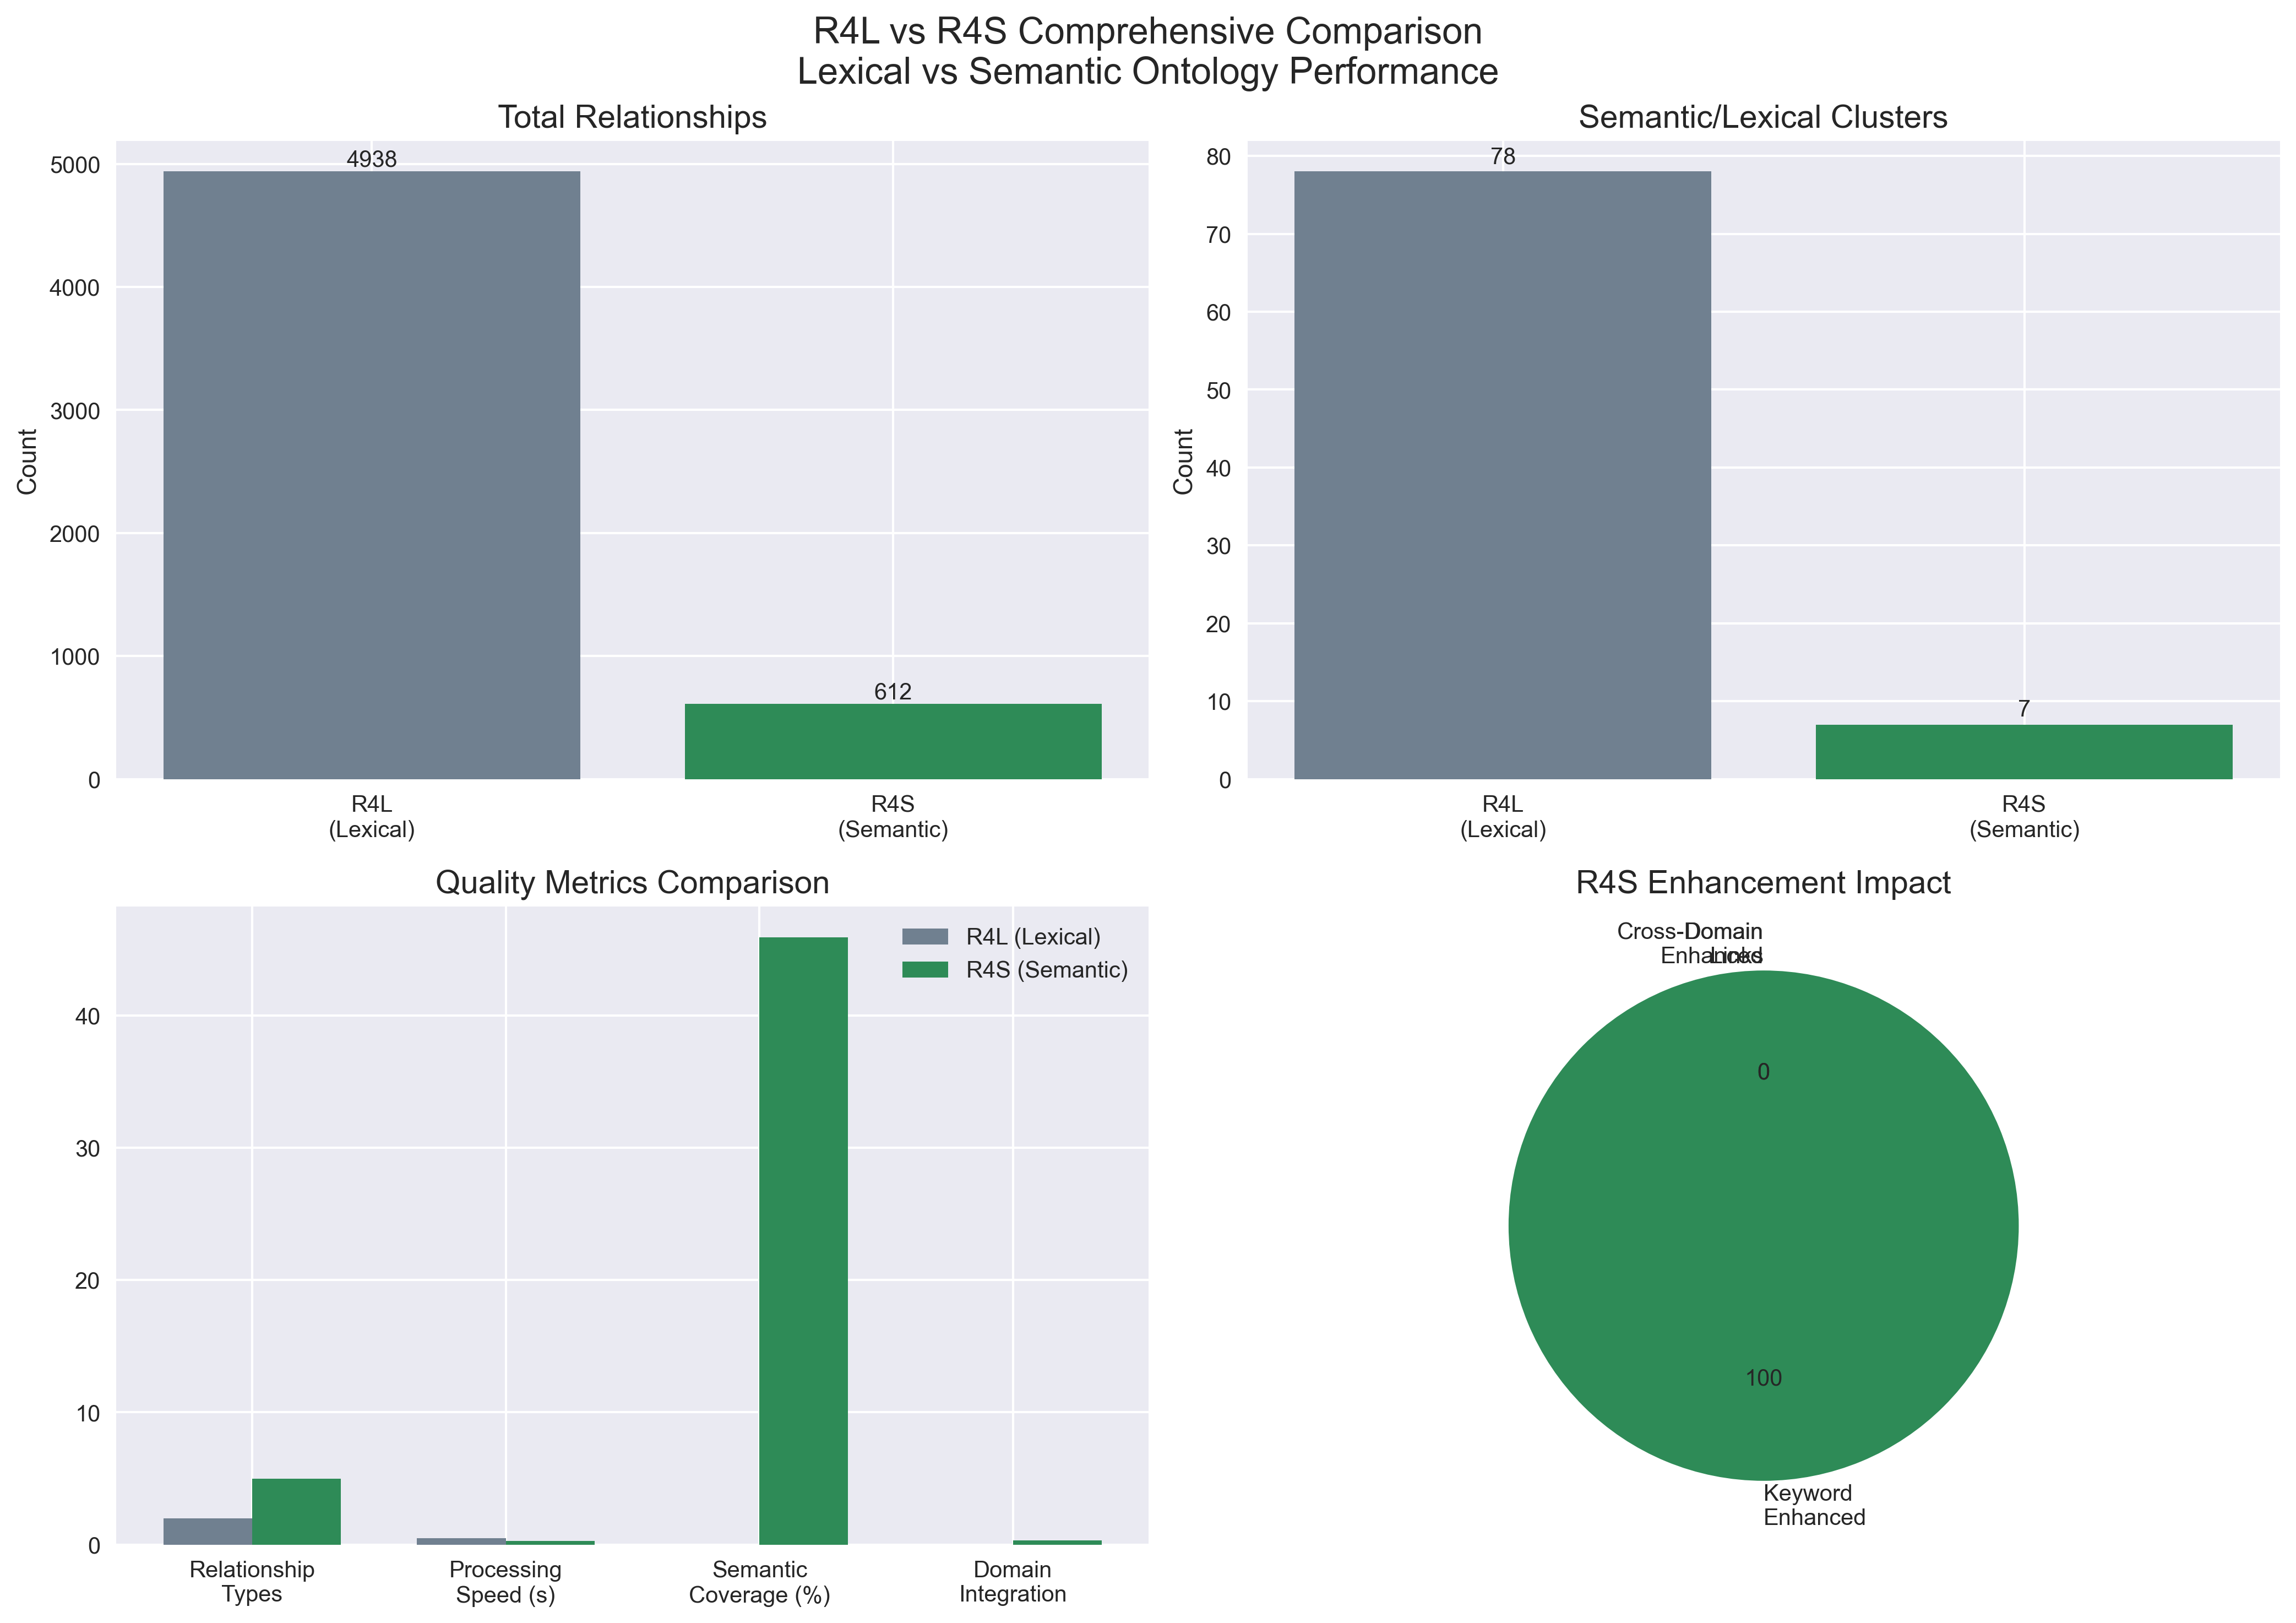 R4L vs R4S Comprehensive Comparison
Lexical vs Semantic Ontology Performance
Total Relationships
5000
4000
3000
2000
1000
0
Count
4938
612
R4L
(Lexical)
R4S
(Semantic)
Semantic/Lexical Clusters
80
70
60
50
40
30
20
10
0
Count
78
7
R4L
(Lexical)
R4S
(Semantic)
Quality Metrics Comparison
R4L (Lexical)
R4S (Semantic)
40
30
20
10
0
Relationship
Types
Processing
Speed (s)
Semantic
Coverage (%)
Domain
Integration
R4S Enhancement Impact
Cross-Domain
Links
Domain
Enhanced
0
100
Keyword
Enhanced